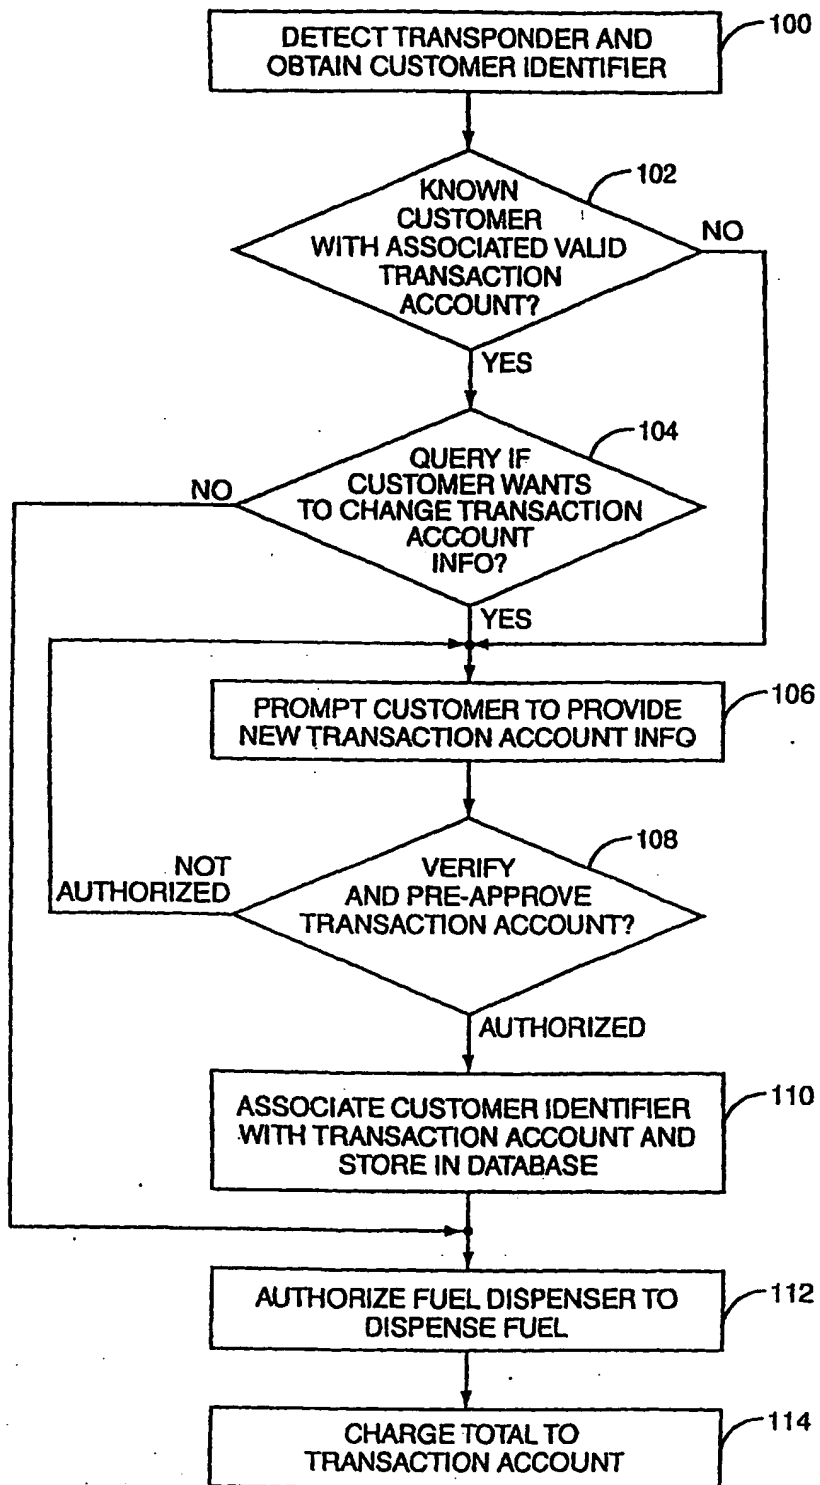 100
DETECT TRANSPONDER AND
OBTAIN CUSTOMER IDENTIFIER
102
KNOWN
CUSTOMER
WITH ASSOCIATED VALID
TRANSACTION
ACCOUNT?
NO
YES
104
QUERY IF
CUSTOMER WANTS
TO CHANGE TRANSACTION
ACCOUNT
INFO?
NO
YES
106
PROMPT CUSTOMER TO PROVIDE
NEW TRANSACTION ACCOUNT INFO
108
VERIFY
AND PRE-APPROVE
TRANSACTION ACCOUNT?
NOT
AUTHORIZED
AUTHORIZED
110
ASSOCIATE CUSTOMER IDENTIFIER
WITH TRANSACTION ACCOUNT AND
STORE IN DATABASE
112
AUTHORIZE FUEL DISPENSER TO
DISPENSE FUEL
114
CHARGE TOTAL TO
TRANSACTION ACCOUNT